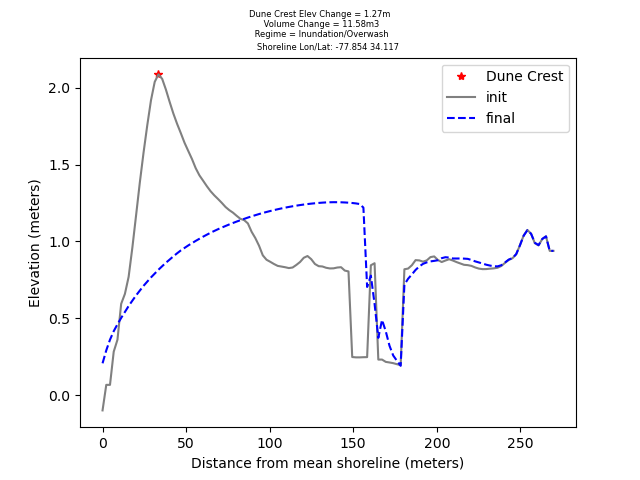 Dune Crest Elev Change = 1.27m
Volume Change = 11.58m3
Regime = Inundation/Overwash
Shoreline Lon/Lat: -77.854 34.117
Dune Crest
init
final
2.0
1.5
1.0
0.5
0.0
Elevation (meters)
0
50
100
150
200
250
Distance from mean shoreline (meters)